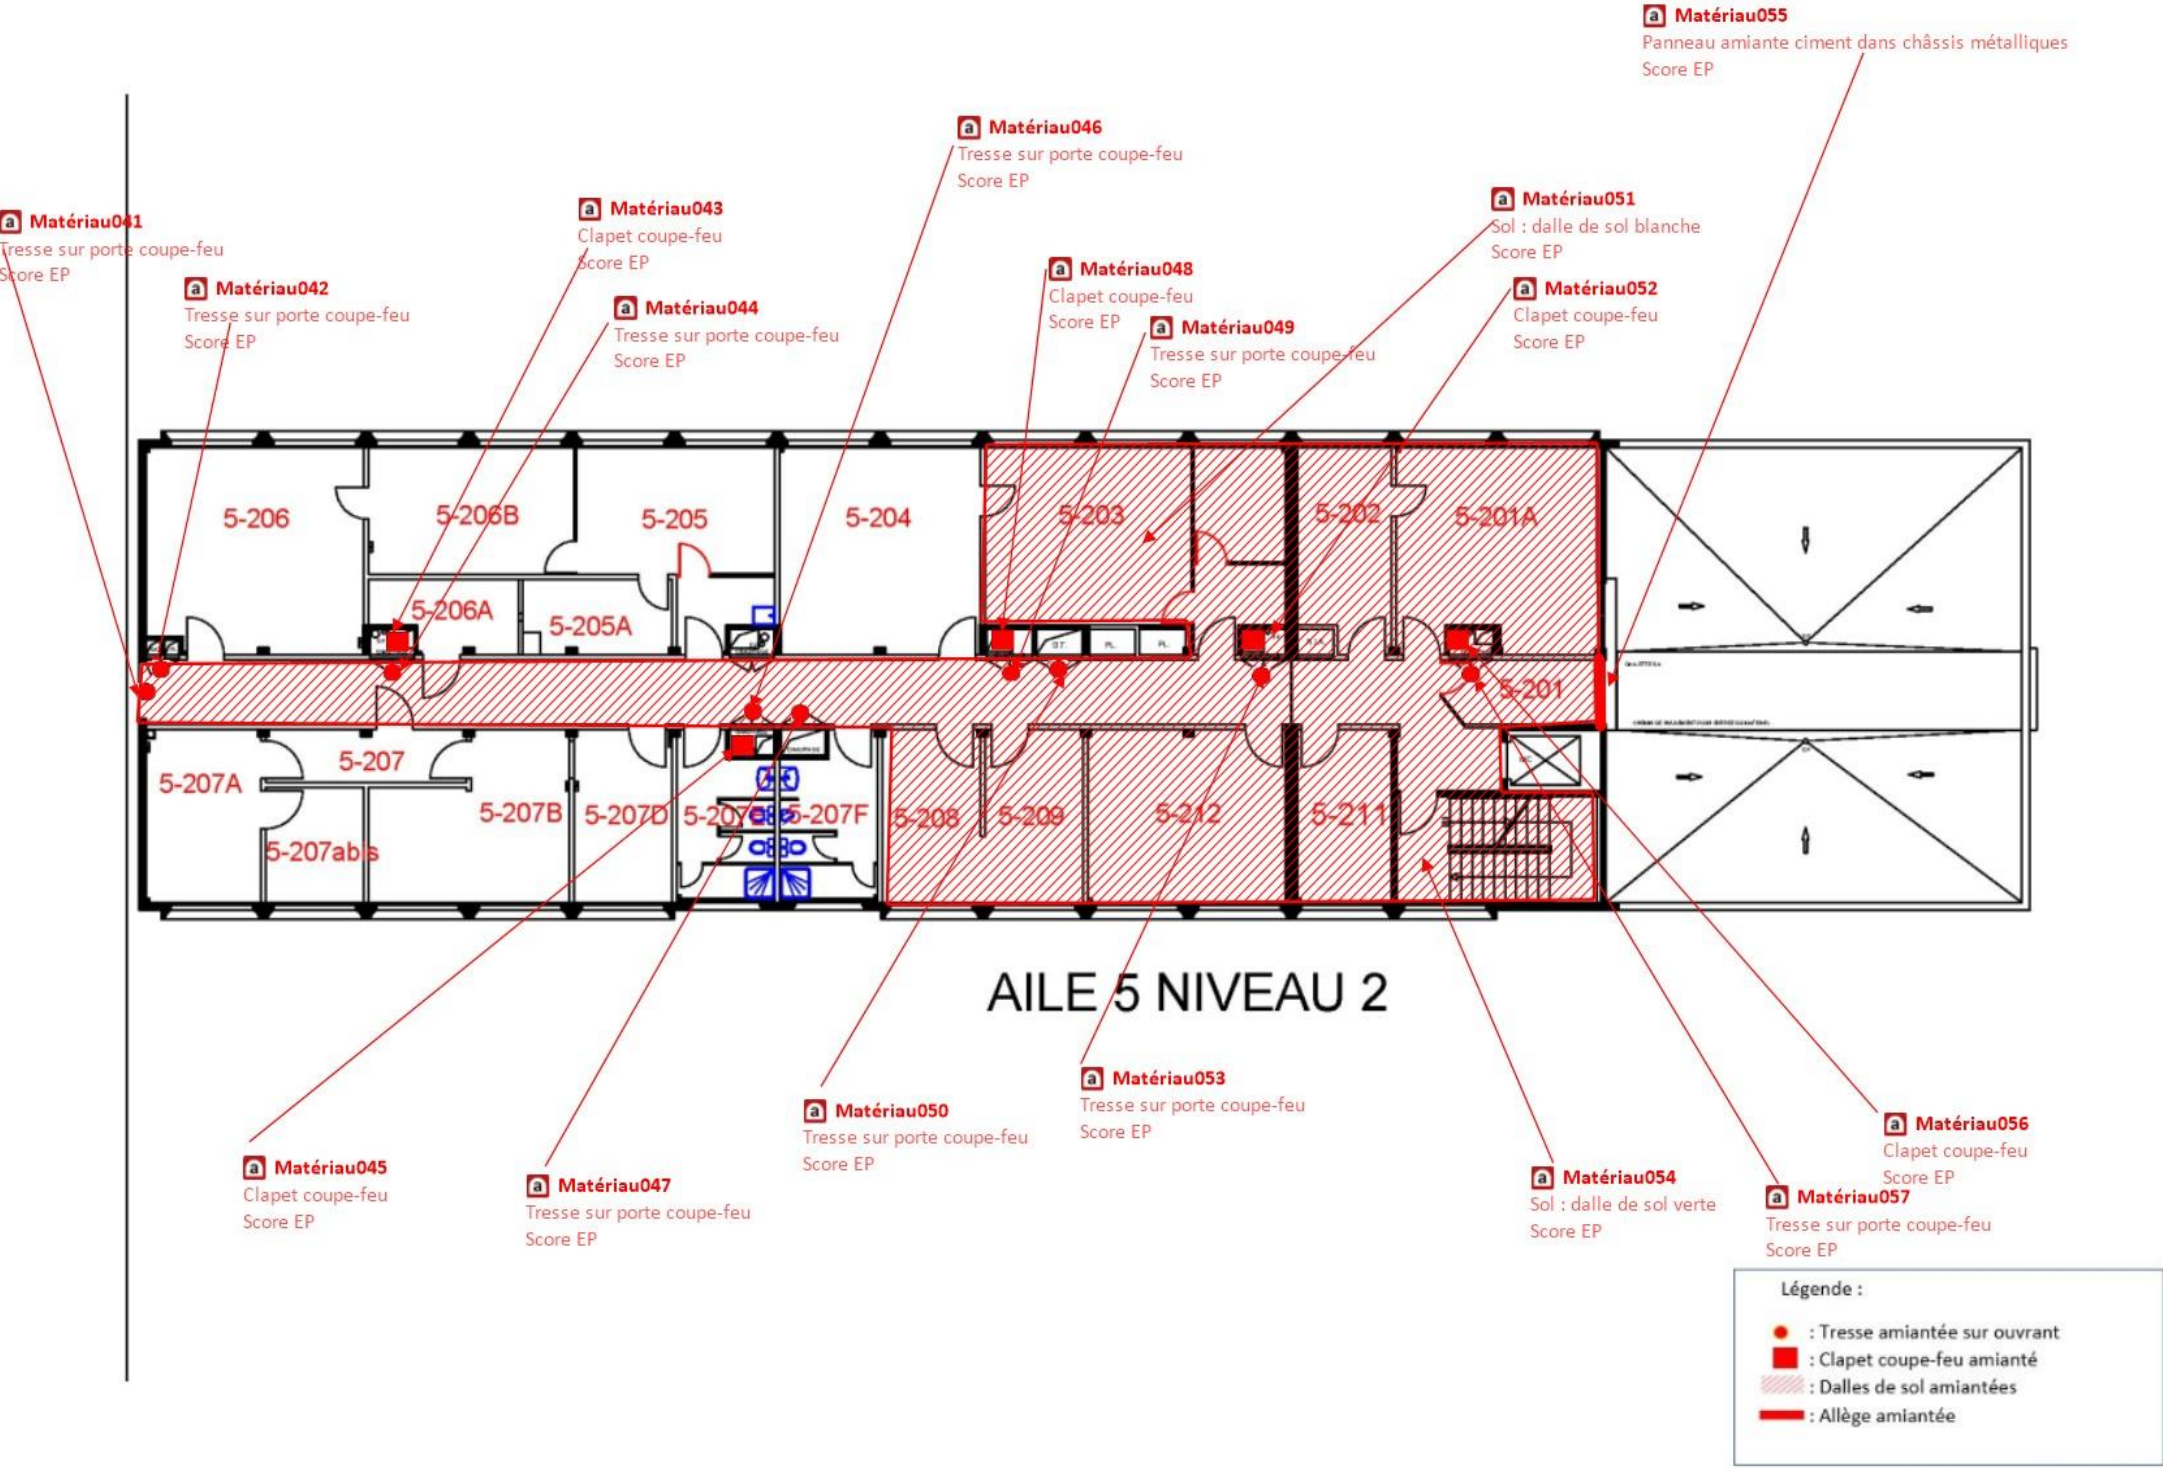 a Matériau055
Panneau amiante ciment dans châssis métalliques
Score EP
a Matériau046
Tresse sur porte coupe-feu
Score EP
a Matériau043
Clapet coupe-feu
Score EP
a Matériau051
Sol : dalle de sol blanche
Score EP
a Matériau041
Tresse sur porte coupe-feu
Score EP
a Matériau048
Clapet coupe-feu
Score EP
a Matériau042
Tresse sur porte coupe-feu
Score EP
a Matériau052
Clapet coupe-feu
Score EP
a Matériau044
Tresse sur porte coupe-feu
Score EP
a Matériau049
Tresse sur porte coupe-feu
Score EP
5-206
5-206B
5-205
5-204
5-203
5-202
5-201A
5-206A
5-205A
PL.
PL.
5-201
5-207
5-207A
5-207B
5-207D
5-207F
5-208
5-209
5-212
5-211
5-207abis
AILE 5 NIVEAU 2
a Matériau053
Tresse sur porte coupe-feu
Score EP
a Matériau050
Tresse sur porte coupe-feu
Score EP
a Matériau056
Clapet coupe-feu
Score EP
a Matériau045
Clapet coupe-feu
Score EP
a Matériau047
Tresse sur porte coupe-feu
Score EP
a Matériau054
Sol : dalle de sol verte
Score EP
a Matériau057
Tresse sur porte coupe-feu
Score EP
Légende :
: Tresse amiantée sur ouvrant
: Clapet coupe-feu amianté
: Dalles de sol amiantées
: Allège amiantée